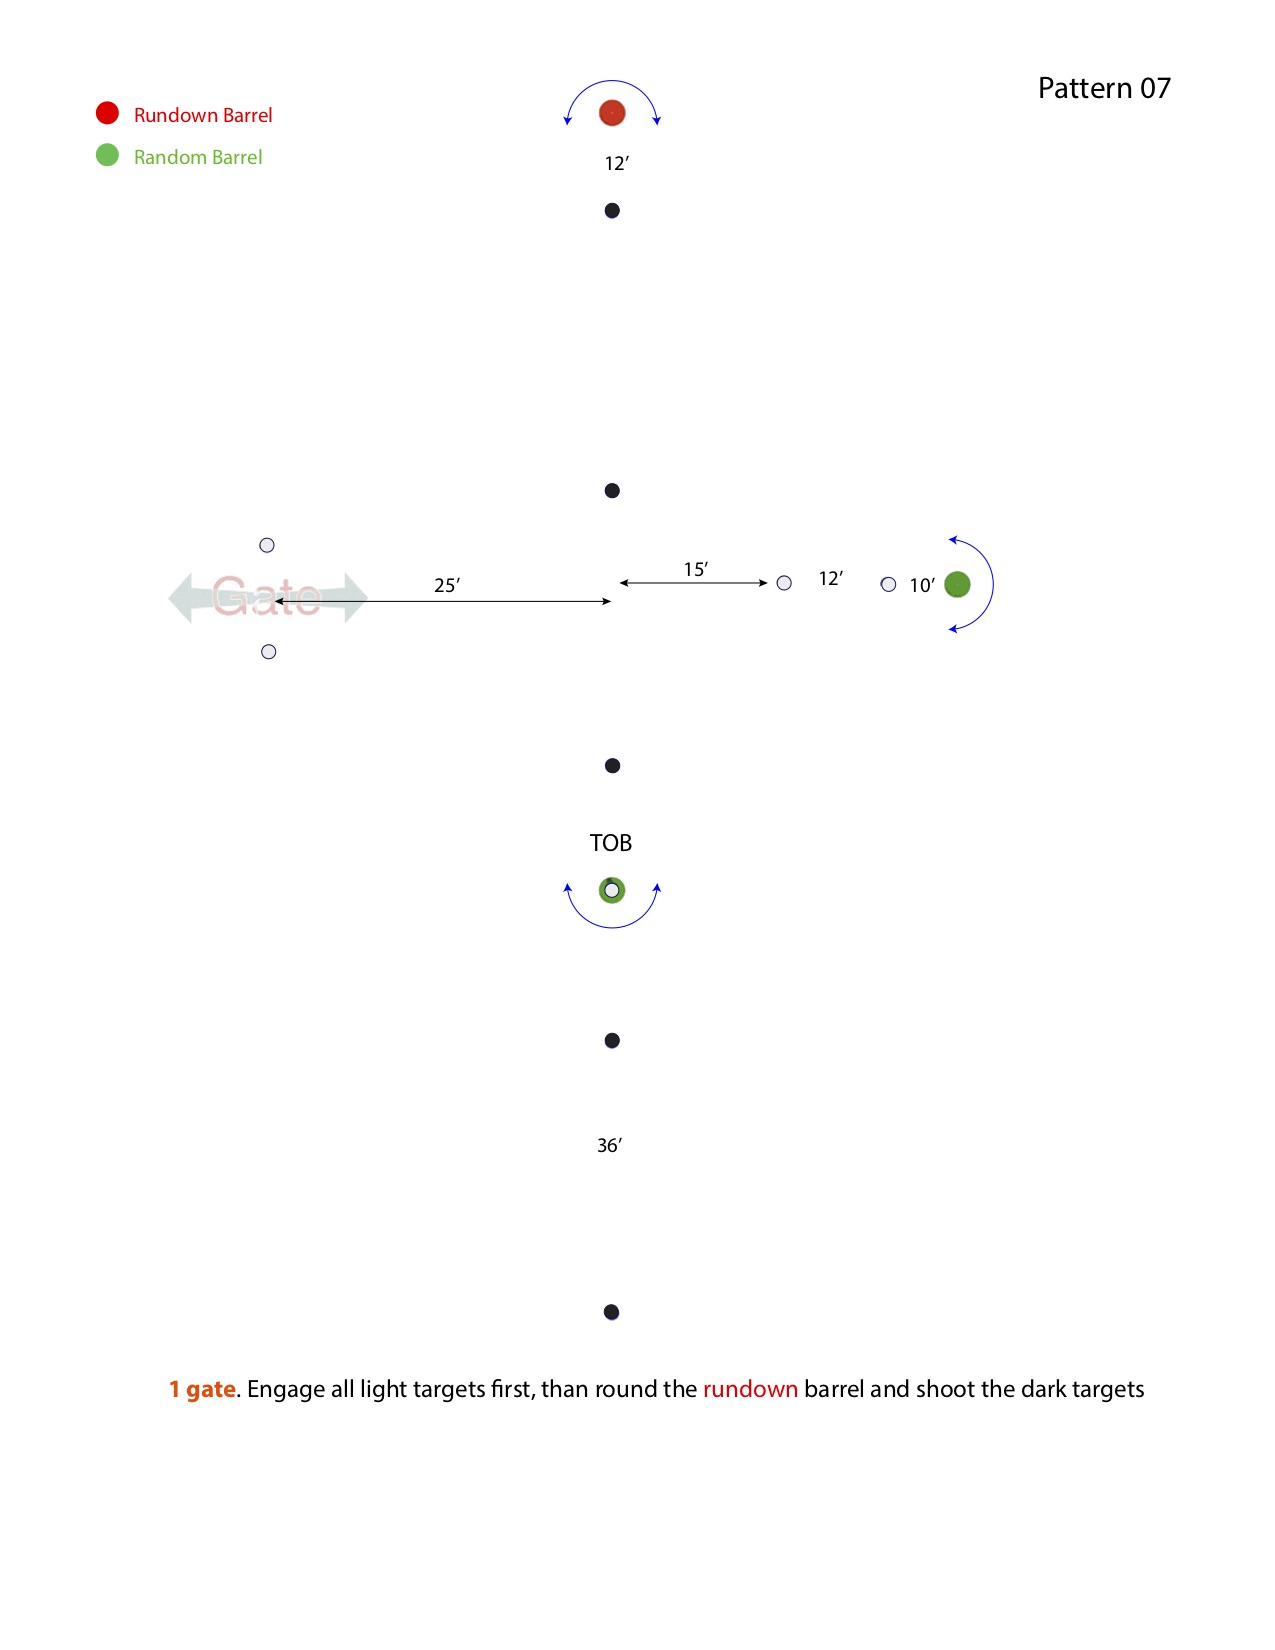 Pattern 07
Rundown Barrel
Random Barrel
12’
15’
12’
10’
Gate
25’
TOB
36’
1 gate. Engage all light targets first, than round the rundown barrel and shoot the dark targets